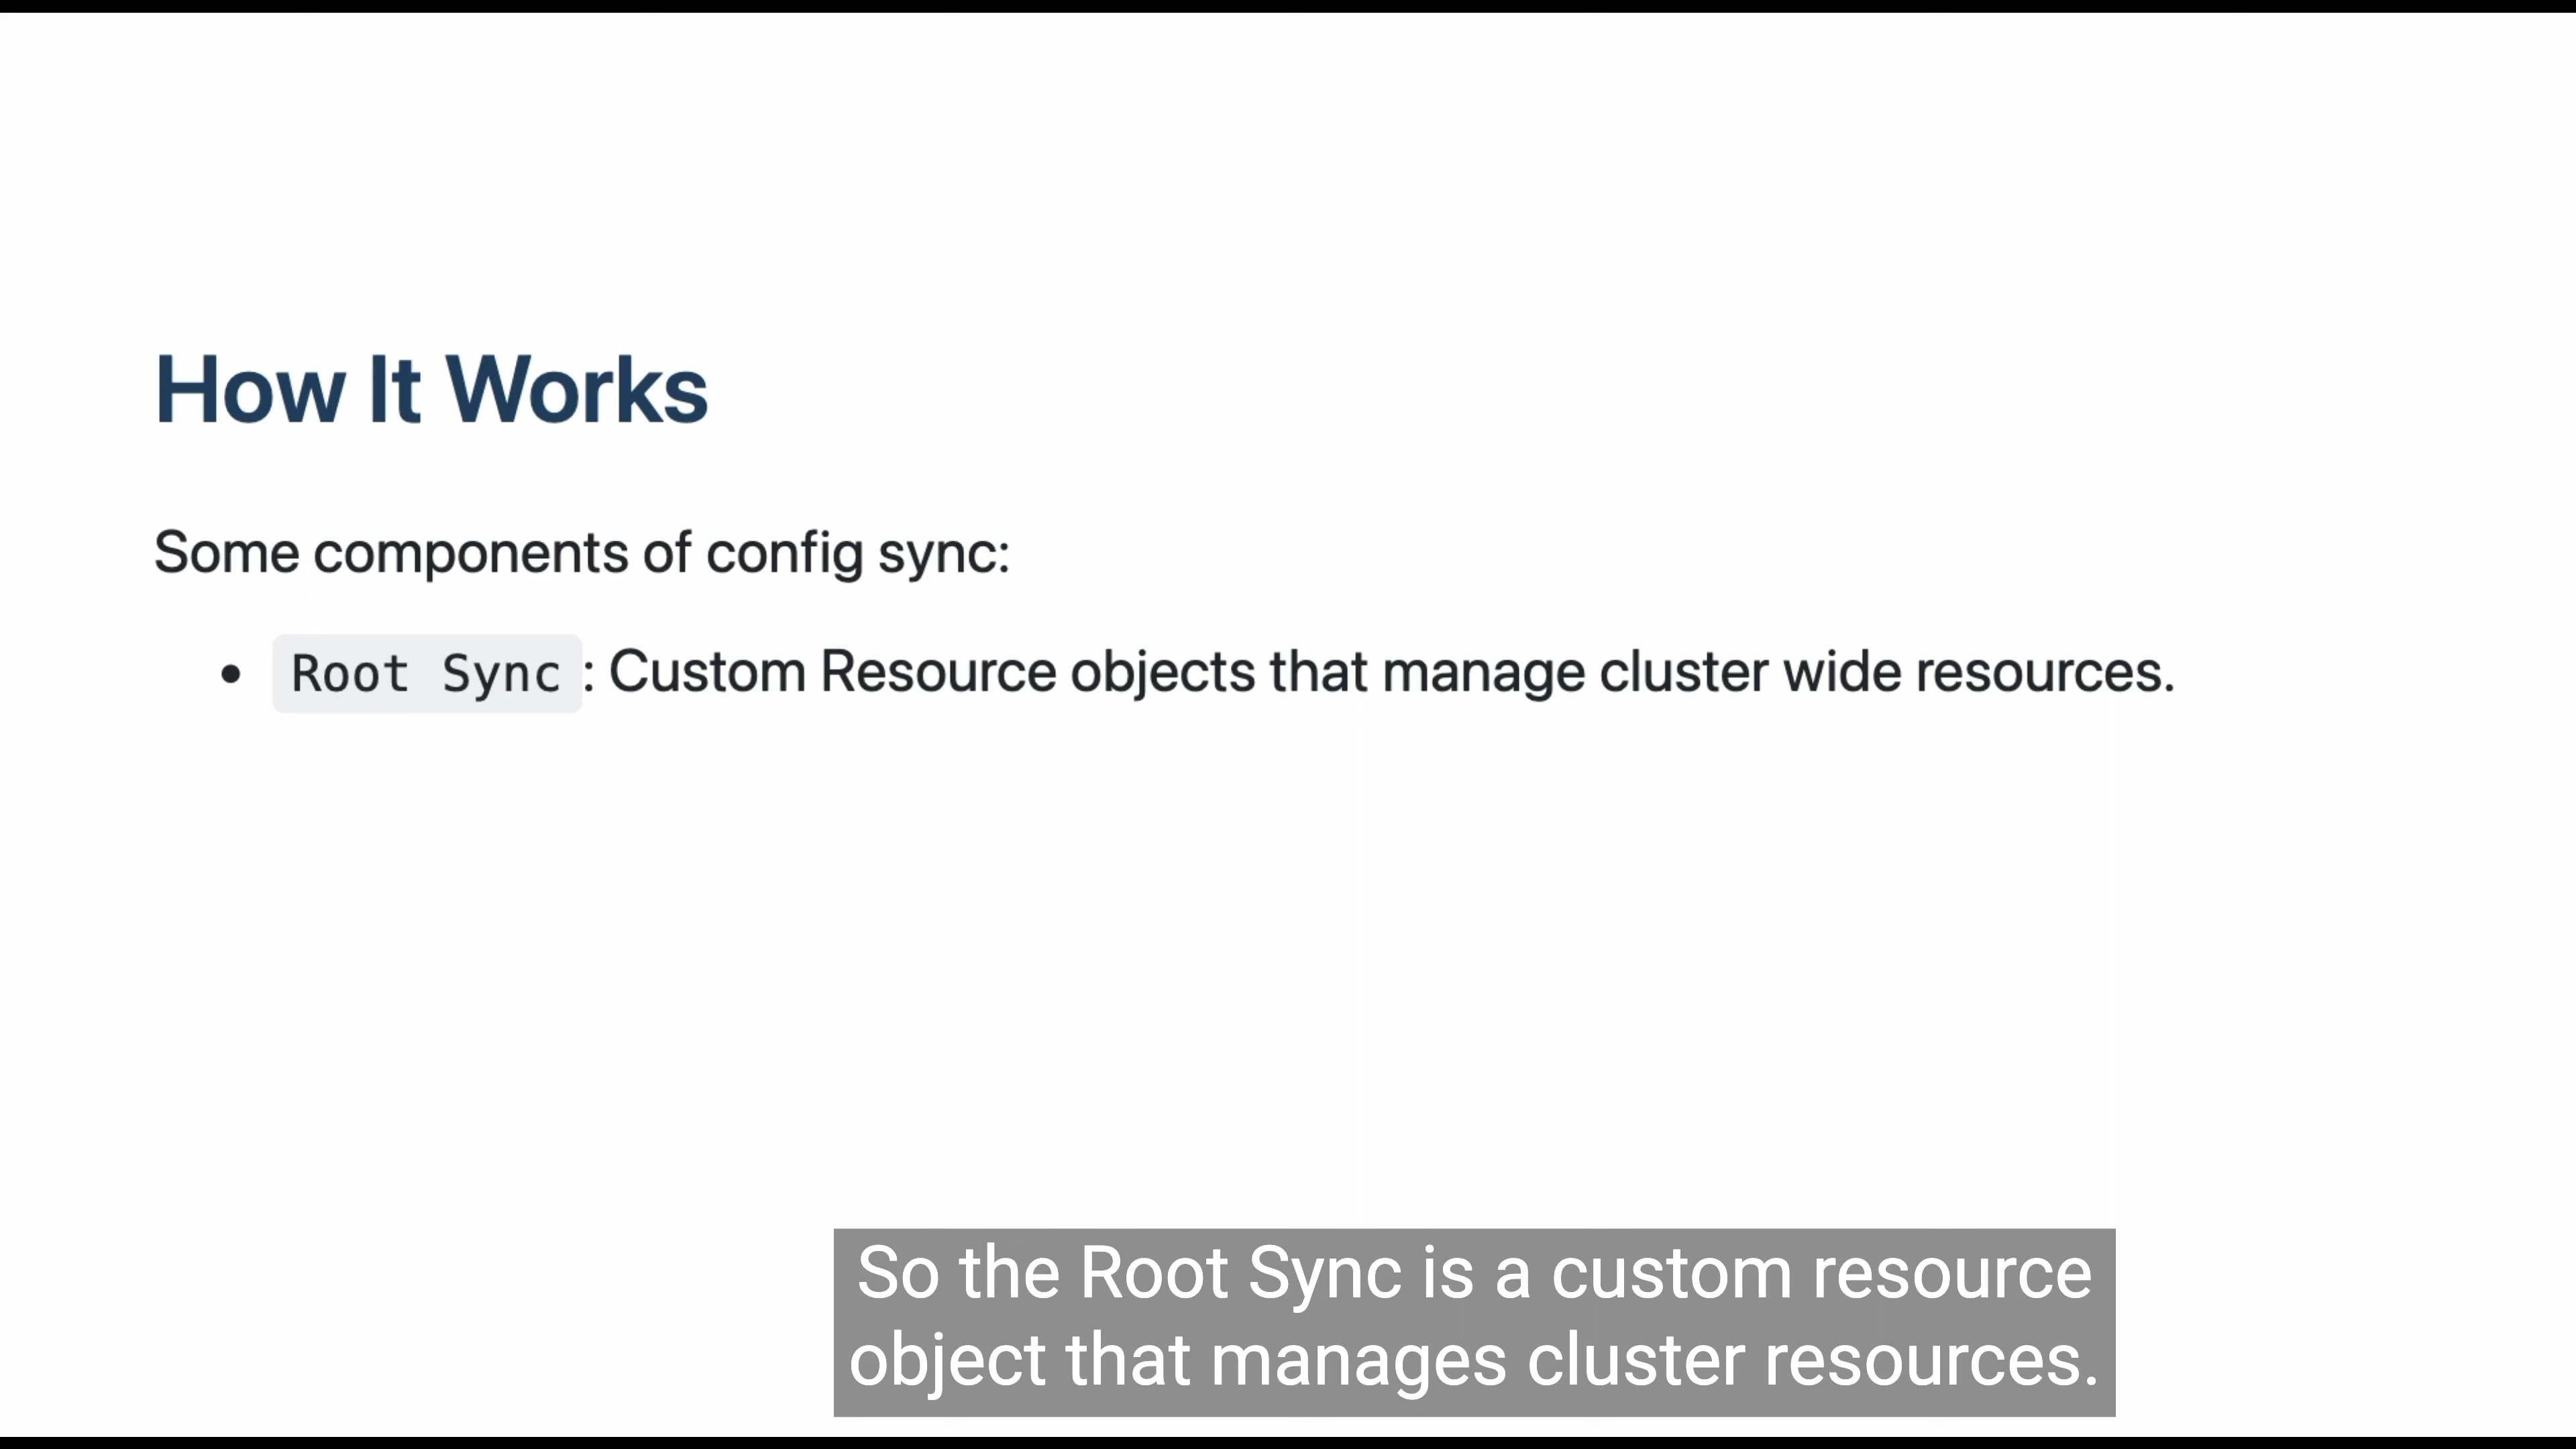 How It Works
Some components of config sync:
• Root Sync : Custom Resource objects that manage cluster wide resources.
So the Root Sync is a custom resource
object that manages cluster resources.